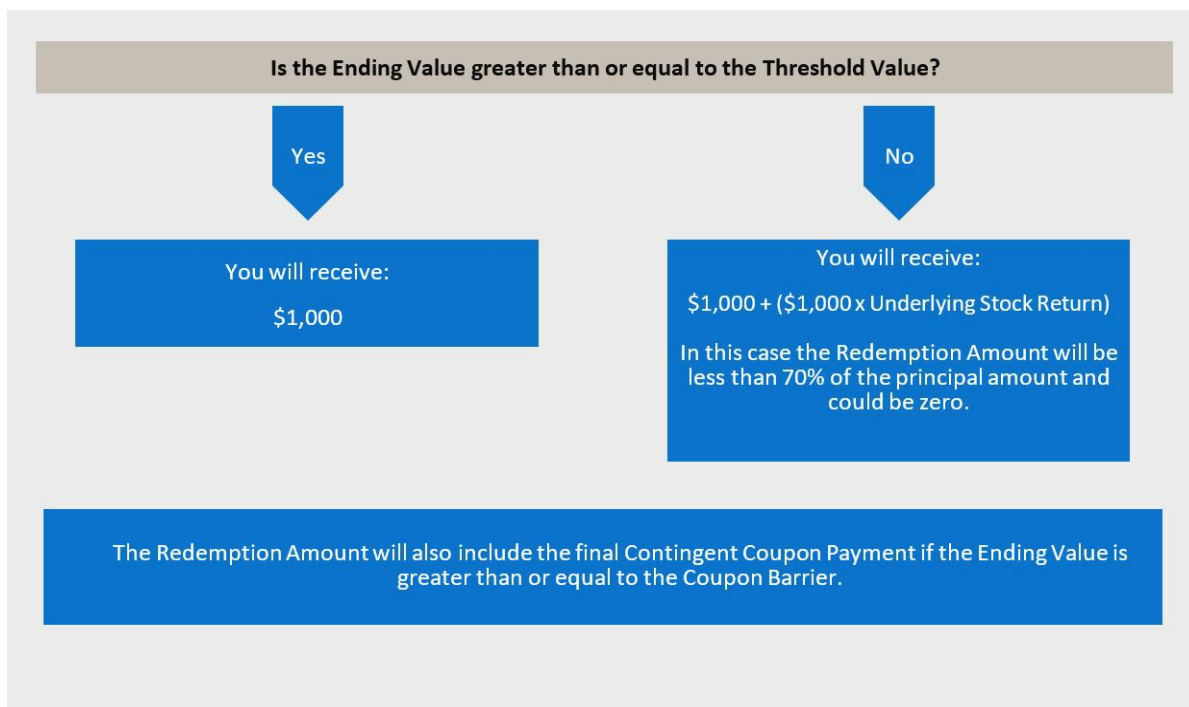 Is the Ending Value greater than or equal to the Threshold Value?
Yes
No
You will receive:
$1,000
You will receive:
$1,000 + ($1,000 x Underlying Stock Return)
In this case the Redemption Amount will be
less than 70% of the principal amount and
could be zero.
The Redemption Amount will also include the final Contingent Coupon Payment if the Ending Value is
greater than or equal to the Coupon Barrier.